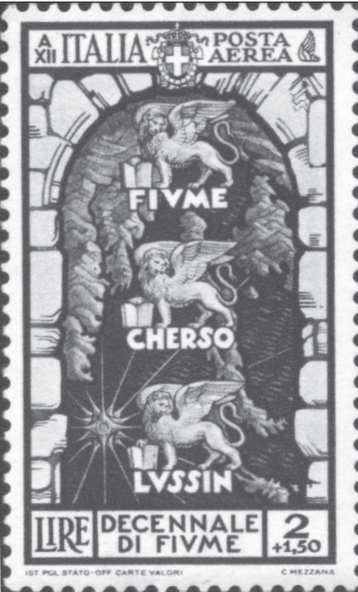 A XII ITALIA POSTA AEREA
FIVME
CHERSO
LVSSIN
LIRE DECENNALE DI FIVME 2 +1,50
IST. POL. STATO-OFF. CARTE VALORI C. MEZZANA